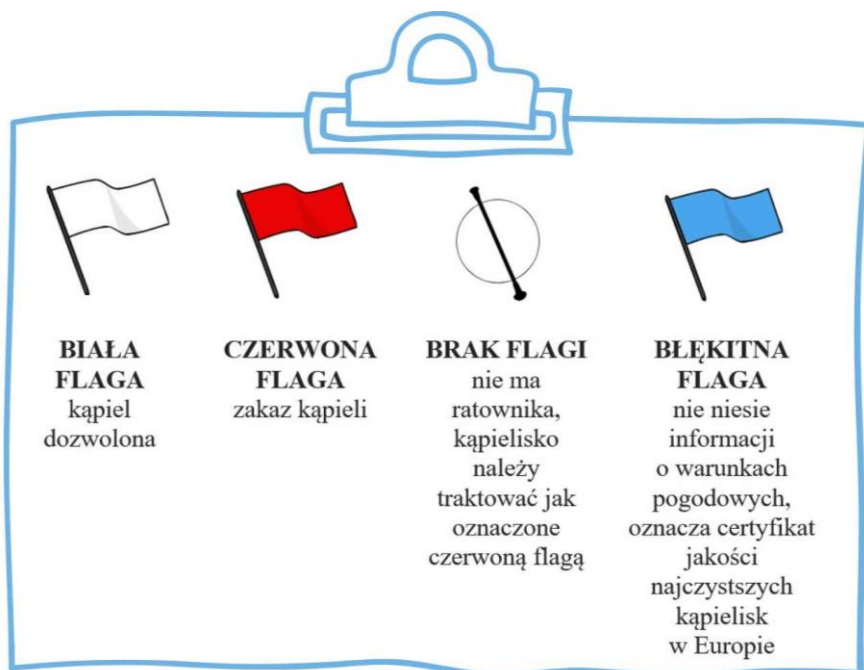 BIAŁA
FLAGA
kąpiel
dozwolona
CZERWONA
FLAGA
zakaz kąpieli
BRAK FLAGI
nie ma
ratownika,
kąpielisko
należy
traktować jak
oznaczone
czerwoną flagą
BŁĘKITNA
FLAGA
nie niesie
informacji
o warunkach
pogodowych,
oznacza certyfikat
jakości
najczystszych
kąpielisk
w Europie